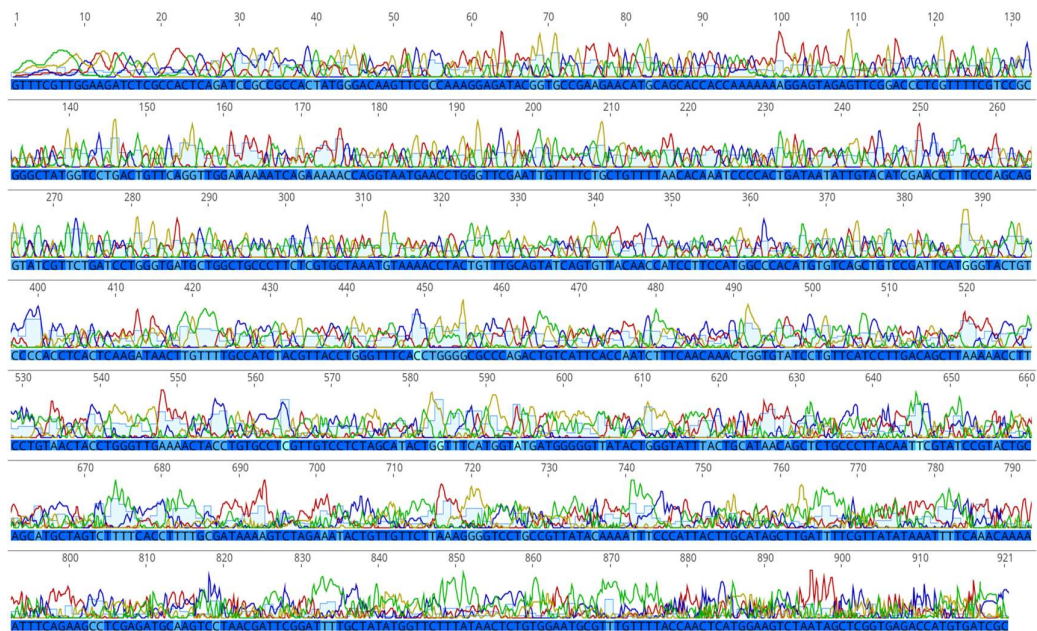 1 10 20 30 40 50 60 70 80 90 100 110 120 130
GTTTCGTTGGAAGATCTCGCCACTCAGATCCGCCGCCACTATGGGACAAGTTCGCCAAAGGAGATACGGTGCCGAAGAACATGCAGCACCACCAAAAAAAGGAGTAGAGTTCGGACCCTCGTTTTCGTCCGC
140 150 160 170 180 190 200 210 220 230 240 250 260
GGGCTATGGTCCTGACTGTTCAGGTTGGAAAAAATCAGAAAAACCAGGTAATGAACCTGGGTTCGAATTGTTTTCTGCTGTTTTAACACAAATCCCCACTGATAATATTGTACATCGAACCTTTCCCAGCAG
270 280 290 300 310 320 330 340 350 360 370 380 390
GTATCGTTCTGATCCTGGGTGATGCTGGCTGCCCTTCTCGTGCTAAATGTAAAACCTACTGTTTGCAGTATCAGTGTTACAACCATCCTTCCATGGCCCACATGTGTCAGCTGTCCGATTCATGGGTACTGT
400 410 420 430 440 450 460 470 480 490 500 510 520
CCCCACCTCACTCAAGATAACTTGTTTTTGCCATCTTACGTTACCTGGGTTTCAACCTGGGGCGCCCAGACTGTCATTCACCAATCTTTTCAACAAACTGGTGTATCCTGTTCATCCTTGACAGCTTAAAAACCTT
530 540 550 560 570 580 590 600 610 620 630 640 650 660
CCTGTAACTACCTGGGTTCGAAAACTACCTGTGCCTCGTTGTGCTCTAGCATACTGGTTTCATGGTATGATGGGGGTTATACTGGGTATTTACTGCATAACAGCTCTGCCCTTACAATTCGTATCCGTACTGC
670 680 690 700 710 720 730 740 750 760 770 780 790
AGCATGCTAGTCTTTTCACCTTTTTGCGATAAAAGTCTAGAAATACTGTTGTTCTTAAAGGGGTCCTGCCGTTATACAAAATTTCCCATTACTTGCATAGCTTGATTTTCGTTATATAAATTTTTCAAACAAAA
800 810 820 830 840 850 860 870 880 890 900 910 921
ATTTCAGAAGCCTCGAGATGCAAGTCCTAACGATTCGGATTTTGCTATATGGTTCTTTATAACTCTGTGGAATGCGTTTGTTTTTTACCAACTCATGGAAGTCTAATAGCTCGGTGAGACCATTGATCGC